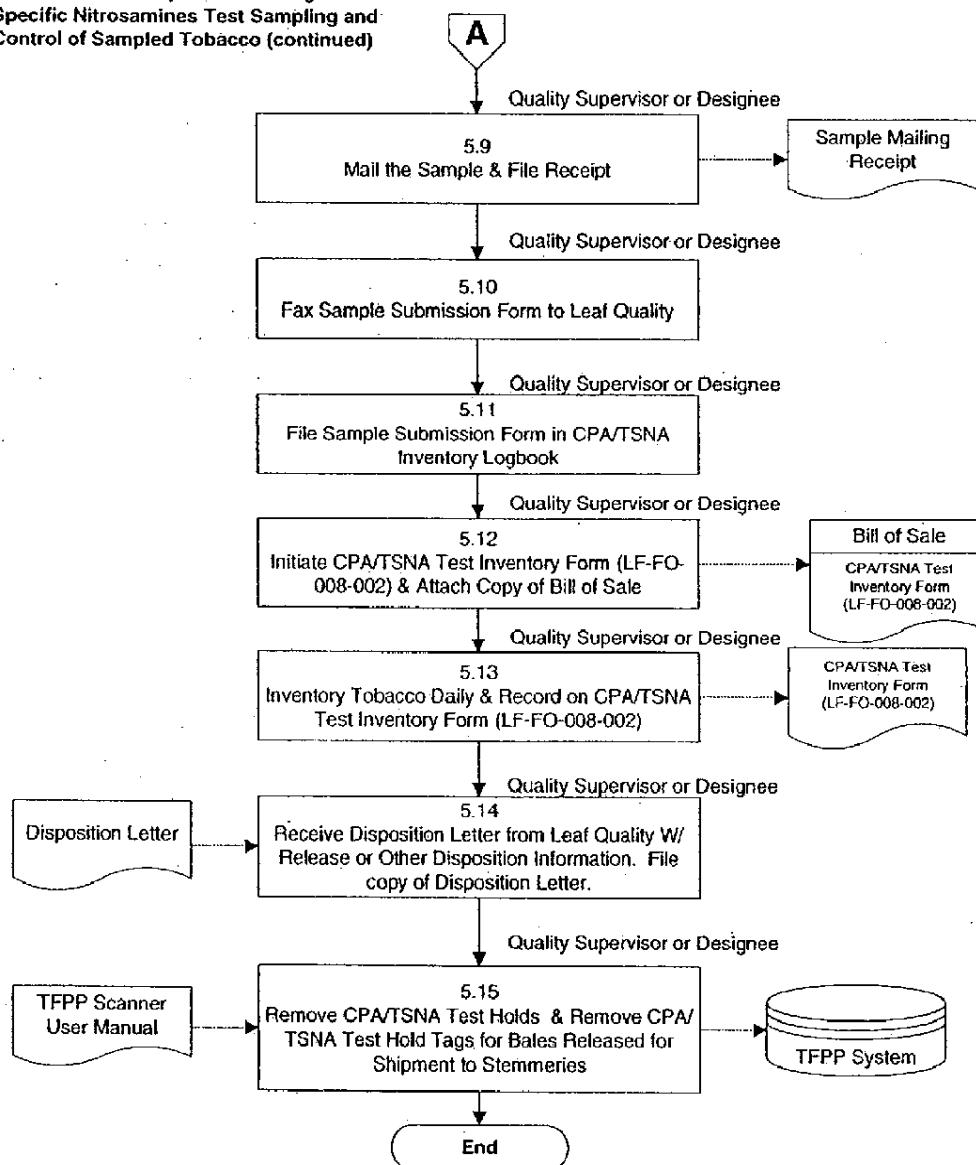 Specific Nitrosamines Test Sampling and
Control of Sampled Tobacco (continued)
A
Quality Supervisor or Designee
5.9
Mail the Sample & File Receipt
Sample Mailing
Receipt
Quality Supervisor or Designee
5.10
Fax Sample Submission Form to Leaf Quality
Quality Supervisor or Designee
5.11
File Sample Submission Form in CPA/TSNA
Inventory Logbook
Quality Supervisor or Designee
5.12
Initiate CPA/TSNA Test Inventory Form (LF-FO-
008-002) & Attach Copy of Bill of Sale
Bill of Sale
CPA/TSNA Test
Inventory Form
(LF-FO-008-002)
Quality Supervisor or Designee
5.13
Inventory Tobacco Daily & Record on CPA/TSNA
Test Inventory Form (LF-FO-008-002)
CPA/TSNA Test
Inventory Form
(LF-FO-008-002)
Quality Supervisor or Designee
Disposition Letter
5.14
Receive Disposition Letter from Leaf Quality W/
Release or Other Disposition Information. File
copy of Disposition Letter.
Quality Supervisor or Designee
TFPP Scanner
User Manual
5.15
Remove CPA/TSNA Test Holds & Remove CPA/
TSNA Test Hold Tags for Bales Released for
Shipment to Stemmeries
TFPP System
End